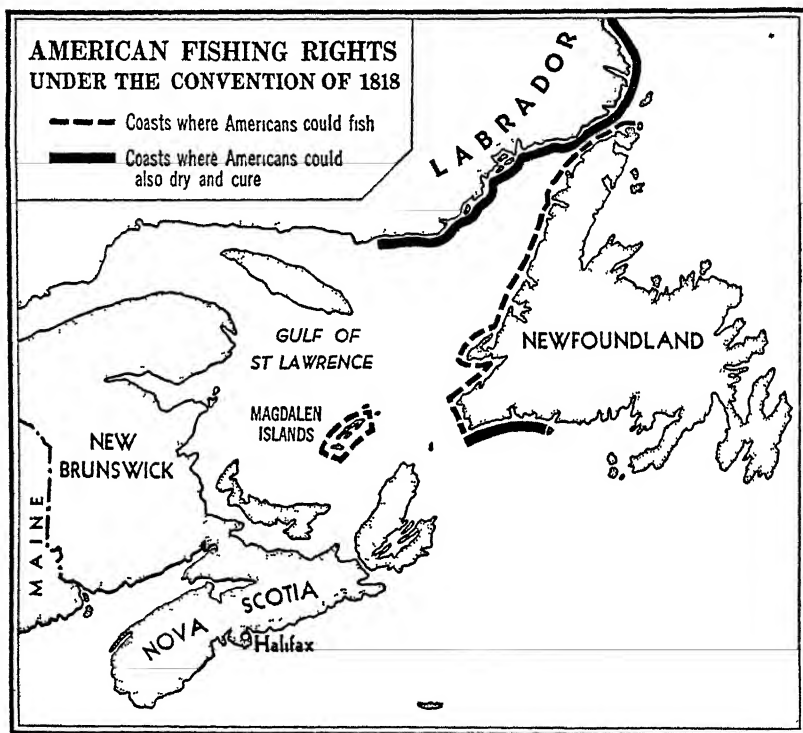 AMERICAN FISHING RIGHTS
UNDER THE CONVENTION OF 1818
Coasts where Americans could fish
Coasts where Americans could
also dry and cure
LABRADOR
GULF OF
ST LAWRENCE
NEWFOUNDLAND
MAGDALEN
ISLANDS
NEW
BRUNSWICK
MAINE
NOVA SCOTIA
Halifax